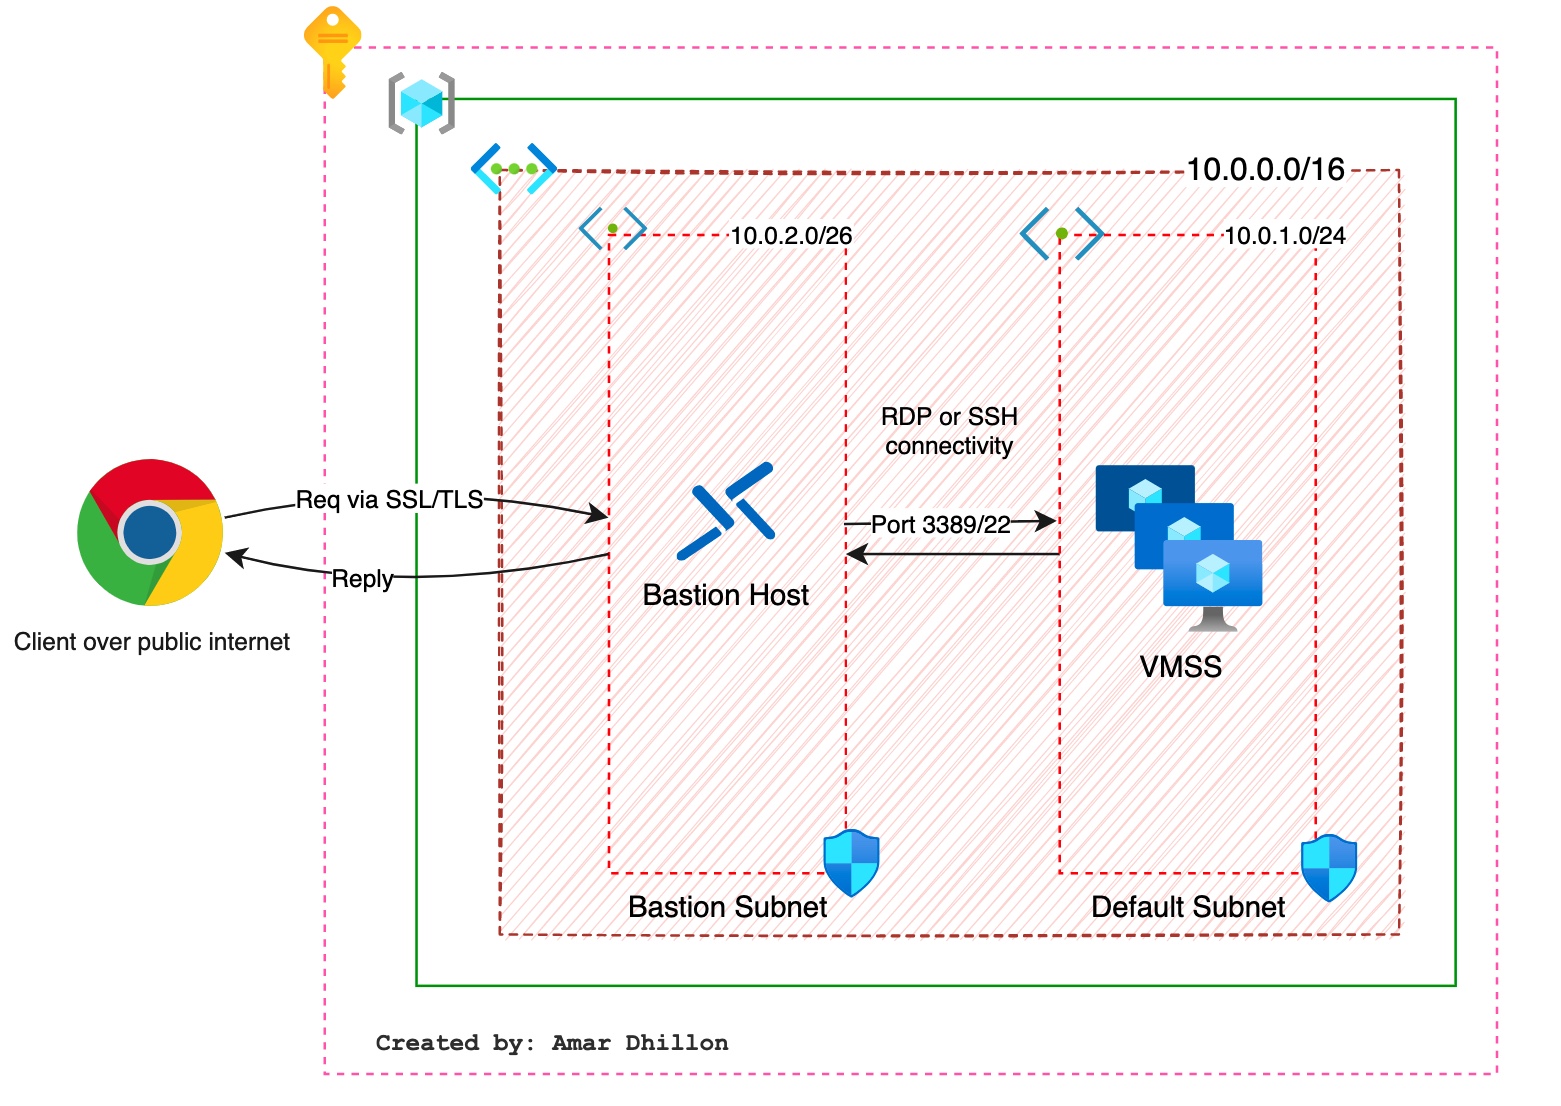 10.0.0.0/16
10.0.2.0/26
10.0.1.0/24
RDP or SSH
connectivity
Req via SSL/TLS
Port 3389/22
Reply
Bastion Host
Client over public internet
VMSS
Bastion Subnet
Default Subnet
Created by: Amar Dhillon